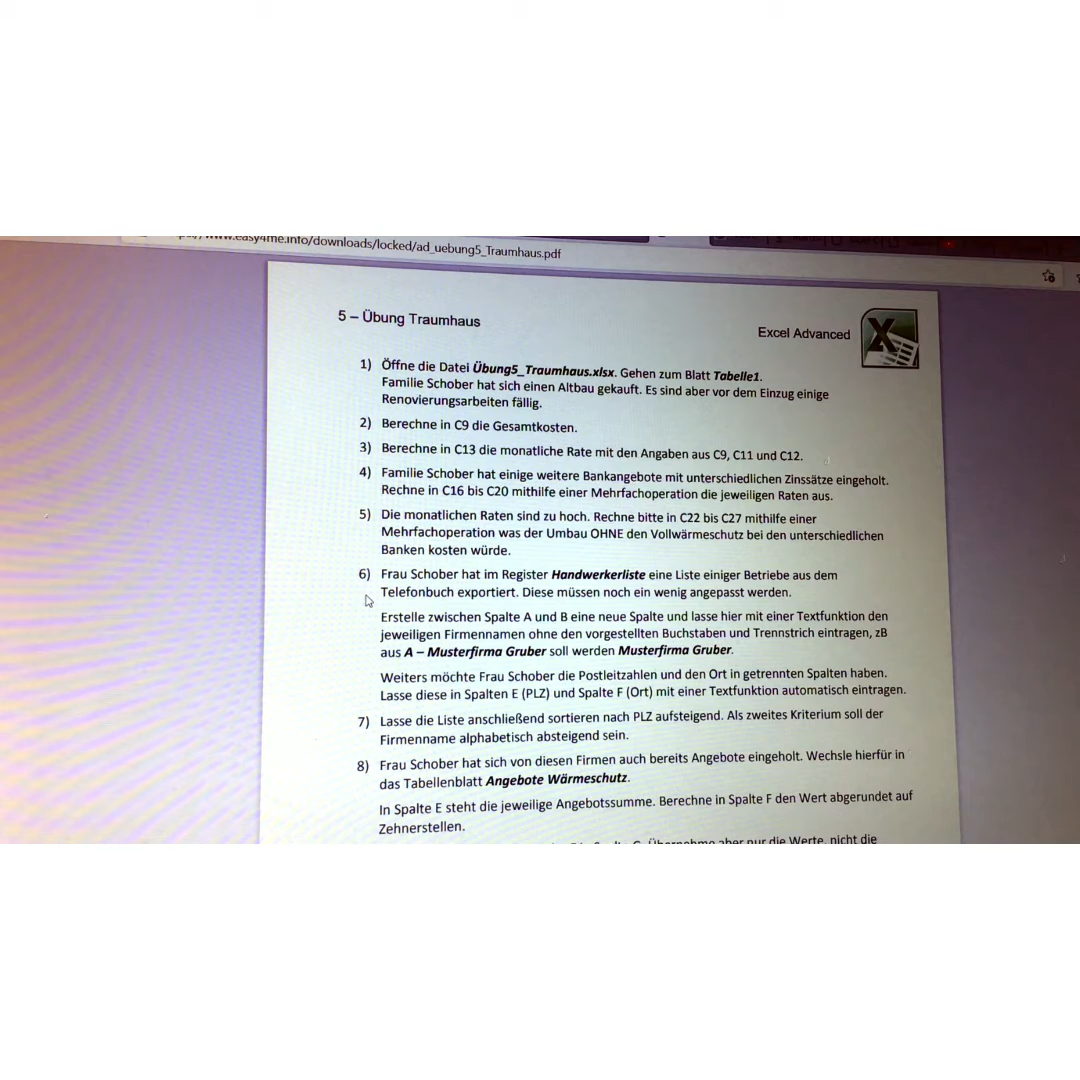 www.easy4me.info/downloads/locked/ad_uebung5_Traumhaus.pdf
5 – Übung Traumhaus
Excel Advanced
1) Öffne die Datei Übung5_Traumhaus.xlsx. Gehen zum Blatt Tabelle1.
Familie Schober hat sich einen Altbau gekauft. Es sind aber vor dem Einzug einige
Renovierungsarbeiten fällig.
2) Berechne in C9 die Gesamtkosten.
3) Berechne in C13 die monatliche Rate mit den Angaben aus C9, C11 und C12.
4) Familie Schober hat einige weitere Bankangebote mit unterschiedlichen Zinssätze eingeholt.
Rechne in C16 bis C20 mithilfe einer Mehrfachoperation die jeweiligen Raten aus.
5) Die monatlichen Raten sind zu hoch. Rechne bitte in C22 bis C27 mithilfe einer
Mehrfachoperation was der Umbau OHNE den Vollwärmeschutz bei den unterschiedlichen
Banken kosten würde.
6) Frau Schober hat im Register Handwerkerliste eine Liste einiger Betriebe aus dem
Telefonbuch exportiert. Diese müssen noch ein wenig angepasst werden.
Erstelle zwischen Spalte A und B eine neue Spalte und lasse hier mit einer Textfunktion den
jeweiligen Firmennamen ohne den vorgestellten Buchstaben und Trennstrich eintragen, zB
aus A – Musterfirma Gruber soll werden Musterfirma Gruber.
Weiters möchte Frau Schober die Postleitzahlen und den Ort in getrennten Spalten haben.
Lasse diese in Spalten E (PLZ) und Spalte F (Ort) mit einer Textfunktion automatisch eintragen.
7) Lasse die Liste anschließend sortieren nach PLZ aufsteigend. Als zweites Kriterium soll der
Firmenname alphabetisch absteigend sein.
8) Frau Schober hat sich von diesen Firmen auch bereits Angebote eingeholt. Wechsle hierfür in
das Tabellenblatt Angebote Wärmeschutz.
In Spalte E steht die jeweilige Angebotssumme. Berechne in Spalte F den Wert abgerundet auf
Zehnerstellen.
Übernehme aber nur die Werte, nicht die